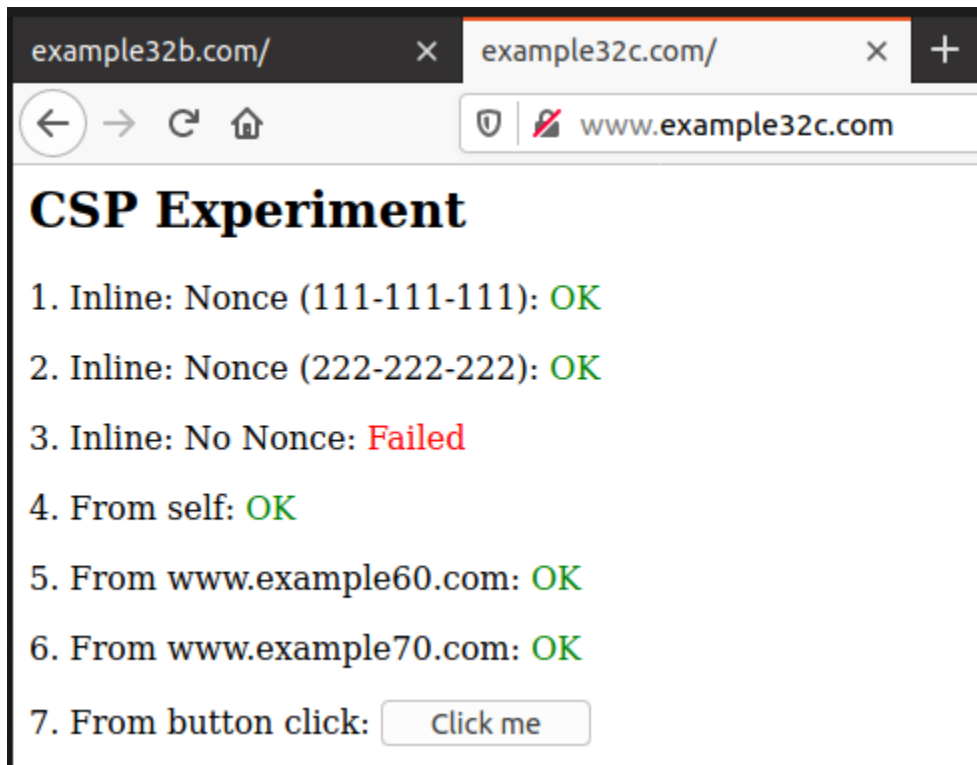 example32b.com/ × example32c.com/ × +
www.example32c.com
CSP Experiment
1. Inline: Nonce (111-111-111): OK
2. Inline: Nonce (222-222-222): OK
3. Inline: No Nonce: Failed
4. From self: OK
5. From www.example60.com: OK
6. From www.example70.com: OK
7. From button click: Click me